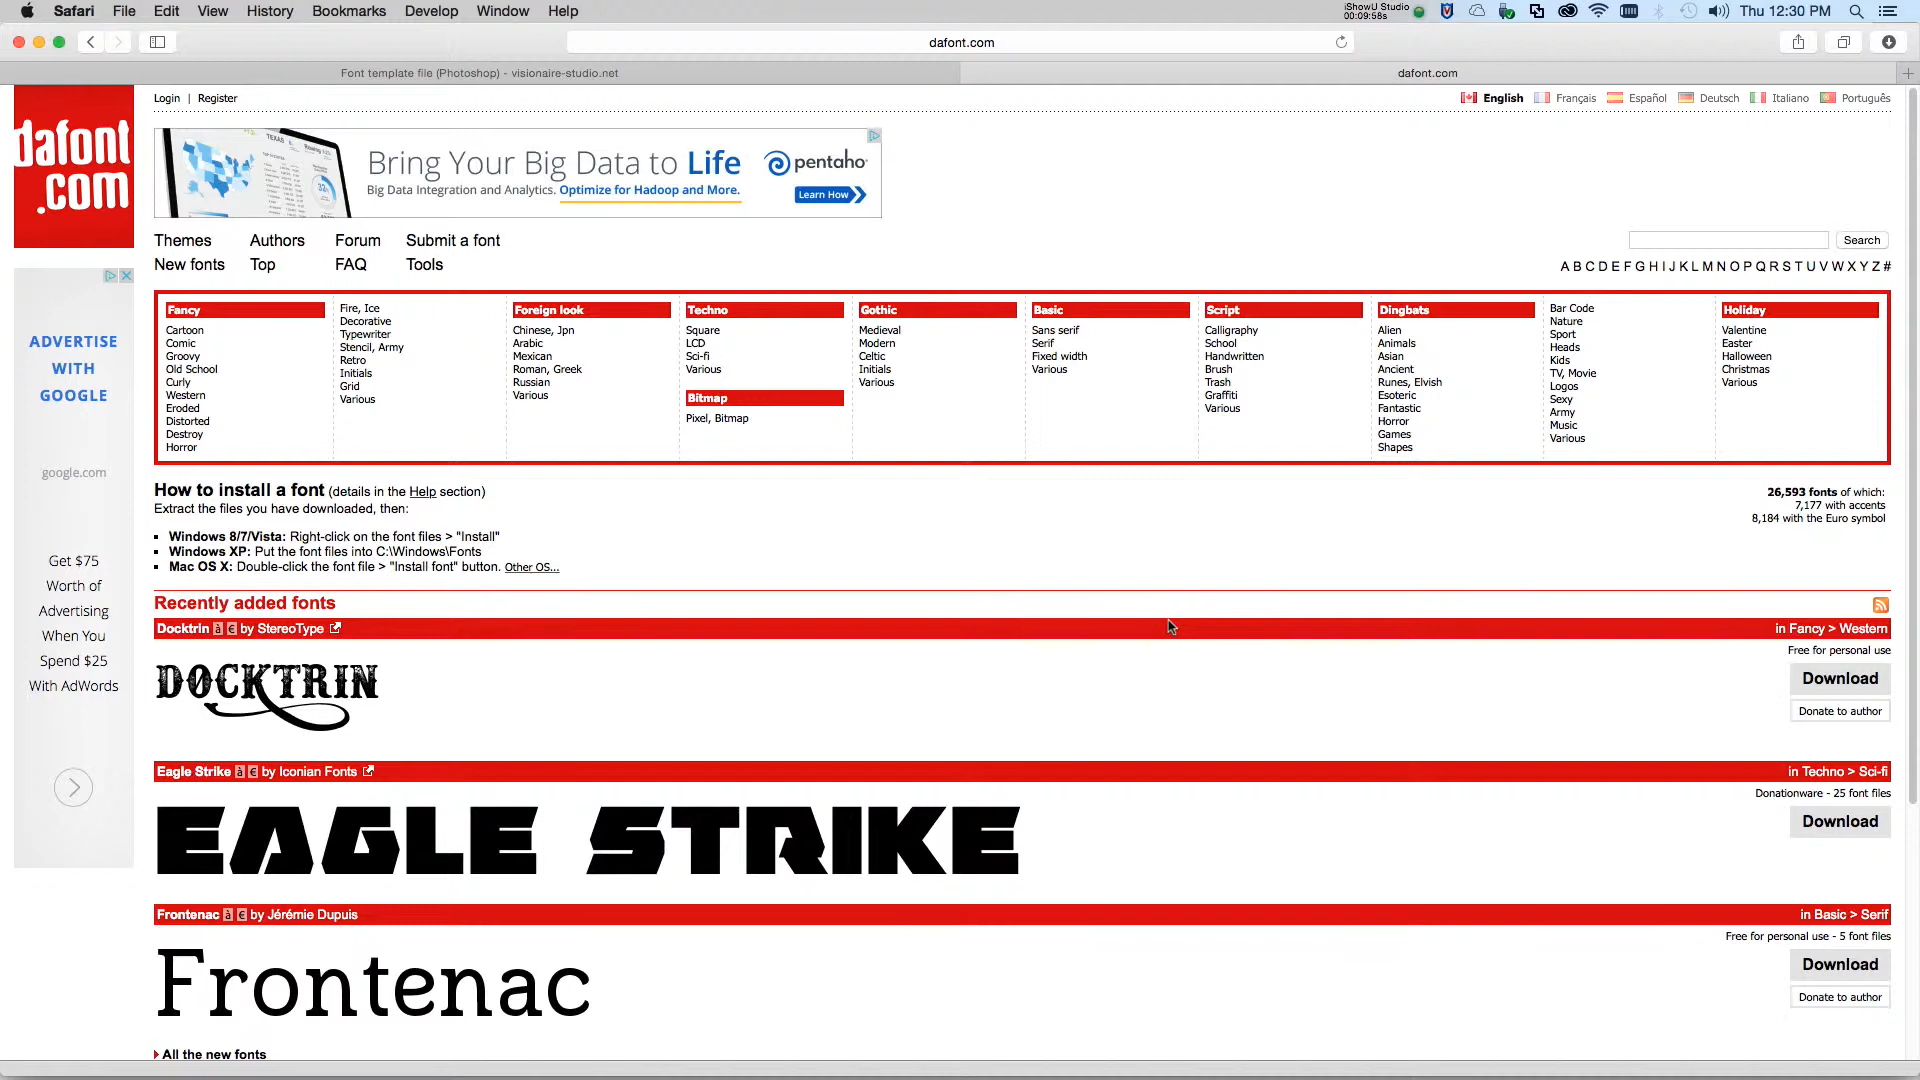 Safari File Edit View History Bookmarks Develop Window Help
iShowU Studio
00:09:58s
Thu 12:30 PM
dafont.com
Font template file (Photoshop) - visionaire-studio.net
dafont.com
dafont
.com
Login | Register
English Français Español Deutsch Italiano Português
TEXAS
Bring Your Big Data to Life
Big Data Integration and Analytics. Optimize for Hadoop and More.
pentaho
Learn How
Themes Authors Forum Submit a font
New fonts Top FAQ Tools
Search
A B C D E F G H I J K L M N O P Q R S T U V W X Y Z #
ADVERTISE
WITH
GOOGLE
google.com
Get $75
Worth of
Advertising
When You
Spend $25
With AdWords
Fancy
Cartoon
Comic
Groovy
Old School
Curly
Western
Eroded
Distorted
Destroy
Horror
Fire, Ice
Decorative
Typewriter
Stencil, Army
Retro
Initials
Grid
Various
Foreign look
Chinese, Jpn
Arabic
Mexican
Roman, Greek
Russian
Various
Techno
Square
LCD
Sci-fi
Various
Bitmap
Pixel, Bitmap
Gothic
Medieval
Modern
Celtic
Initials
Various
Basic
Sans serif
Serif
Fixed width
Various
Script
Calligraphy
School
Handwritten
Brush
Trash
Graffiti
Various
Dingbats
Alien
Animals
Asian
Ancient
Runes, Elvish
Esoteric
Fantastic
Horror
Games
Shapes
Bar Code
Nature
Sport
Heads
Kids
TV, Movie
Logos
Sexy
Army
Music
Various
Holiday
Valentine
Easter
Halloween
Christmas
Various
How to install a font (details in the Help section)
Extract the files you have downloaded, then:
Windows 8/7/Vista: Right-click on the font files > "Install"
Windows XP: Put the font files into C:\Windows\Fonts
Mac OS X: Double-click the font file > "Install font" button. Other OS...
26,593 fonts of which:
7,177 with accents
8,184 with the Euro symbol
Recently added fonts
Docktrin à € by StereoType
in Fancy > Western
Free for personal use
DOCKTRIN
Download
Donate to author
Eagle Strike à € by Iconian Fonts
in Techno > Sci-fi
Donationware - 25 font files
EAGLE STRIKE
Download
Frontenac à € by Jérémie Dupuis
in Basic > Serif
Free for personal use - 5 font files
Frontenac
Download
Donate to author
All the new fonts